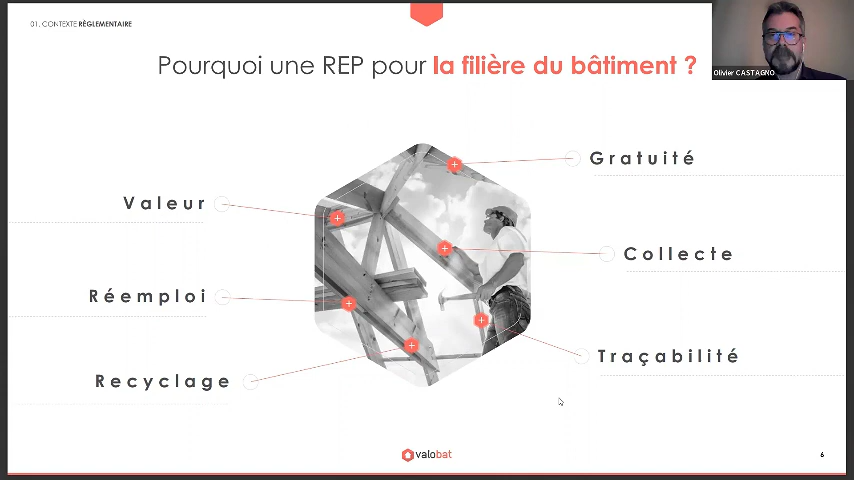 01. CONTEXTE RÉGLEMENTAIRE
Pourquoi une REP pour la filière du bâtiment ?
Olivier CASTAGNO
Gratuité
Valeur
Collecte
Réemploi
Traçabilité
Recyclage
valobat
6